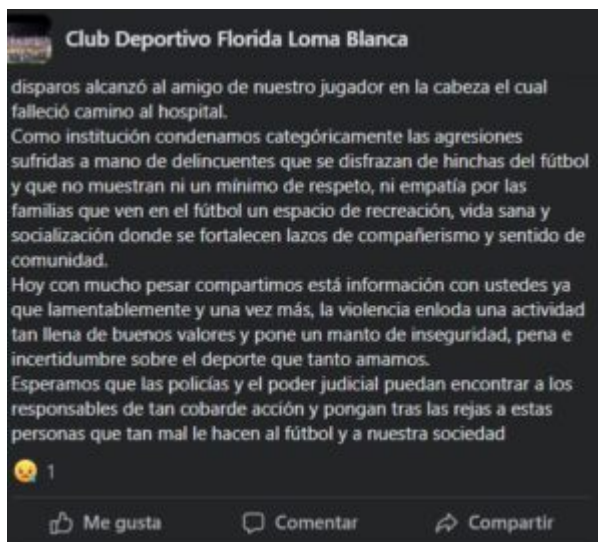 Club Deportivo Florida Loma Blanca
disparos alcanzó al amigo de nuestro jugador en la cabeza el cual
falleció camino al hospital.
Como institución condenamos categóricamente las agresiones
sufridas a mano de delincuentes que se disfrazan de hinchas del fútbol
y que no muestran ni un mínimo de respeto, ni empatía por las
familias que ven en el fútbol un espacio de recreación, vida sana y
socialización donde se fortalecen lazos de compañerismo y sentido de
comunidad.
Hoy con mucho pesar compartimos está información con ustedes ya
que lamentablemente y una vez más, la violencia enloda una actividad
tan llena de buenos valores y pone un manto de inseguridad, pena e
incertidumbre sobre el deporte que tanto amamos.
Esperamos que las policías y el poder judicial puedan encontrar a los
responsables de tan cobarde acción y pongan tras las rejas a estas
personas que tan mal le hacen al fútbol y a nuestra sociedad
1
Me gusta Comentar Compartir